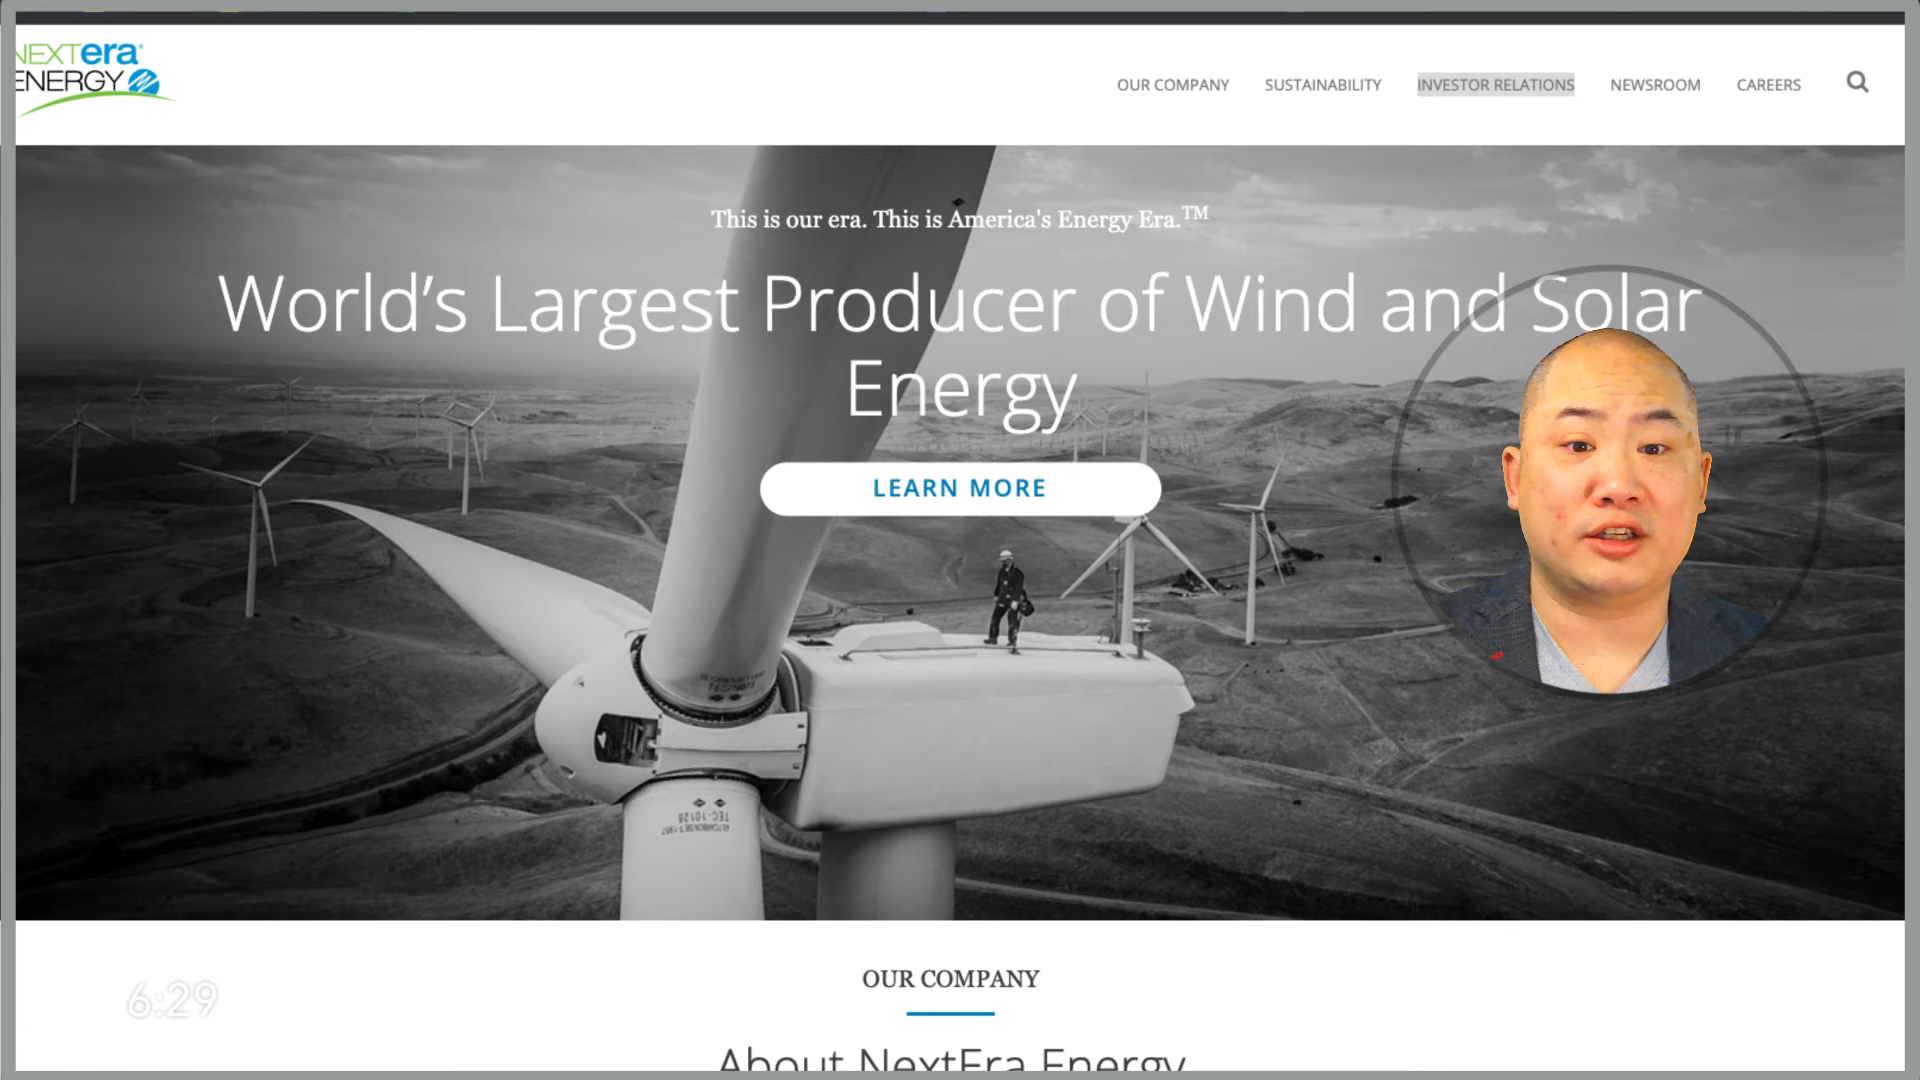 NEXTera
ENERGY
OUR COMPANY
SUSTAINABILITY
INVESTOR RELATIONS
NEWSROOM
CAREERS
This is our era. This is America's Energy Era.TM
World’s Largest Producer of Wind and Solar
Energy
LEARN MORE
TEC-10128
OUR COMPANY
6:29
About NextEra Energy